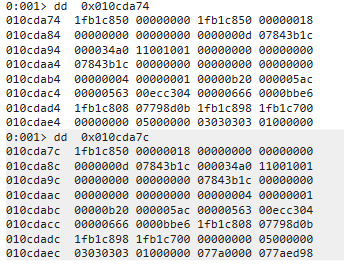 0:001> dd 0x010cda74
010cda74 1fb1c850 00000000 1fb1c850 00000018
010cda84 00000000 00000000 0000000d 07843b1c
010cda94 000034a0 11001001 00000000 00000000
010cdaa4 07843b1c 00000000 00000000 00000000
010cdab4 00000004 00000001 00000b20 000005ac
010cdac4 00000563 00ecc304 00000666 0000bbe6
010cdad4 1fb1c808 07798d0b 1fb1c898 1fb1c700
010cdae4 00000000 05000000 03030303 01000000
0:001> dd 0x010cda7c
010cda7c 1fb1c850 00000018 00000000 00000000
010cda8c 0000000d 07843b1c 000034a0 11001001
010cda9c 00000000 00000000 07843b1c 00000000
010cdaac 00000000 00000000 00000004 00000001
010cdabc 00000b20 000005ac 00000563 00ecc304
010cdacc 00000666 0000bbe6 1fb1c808 07798d0b
010cdadc 1fb1c898 1fb1c700 00000000 05000000
010cdaec 03030303 01000000 077a0000 077aed98